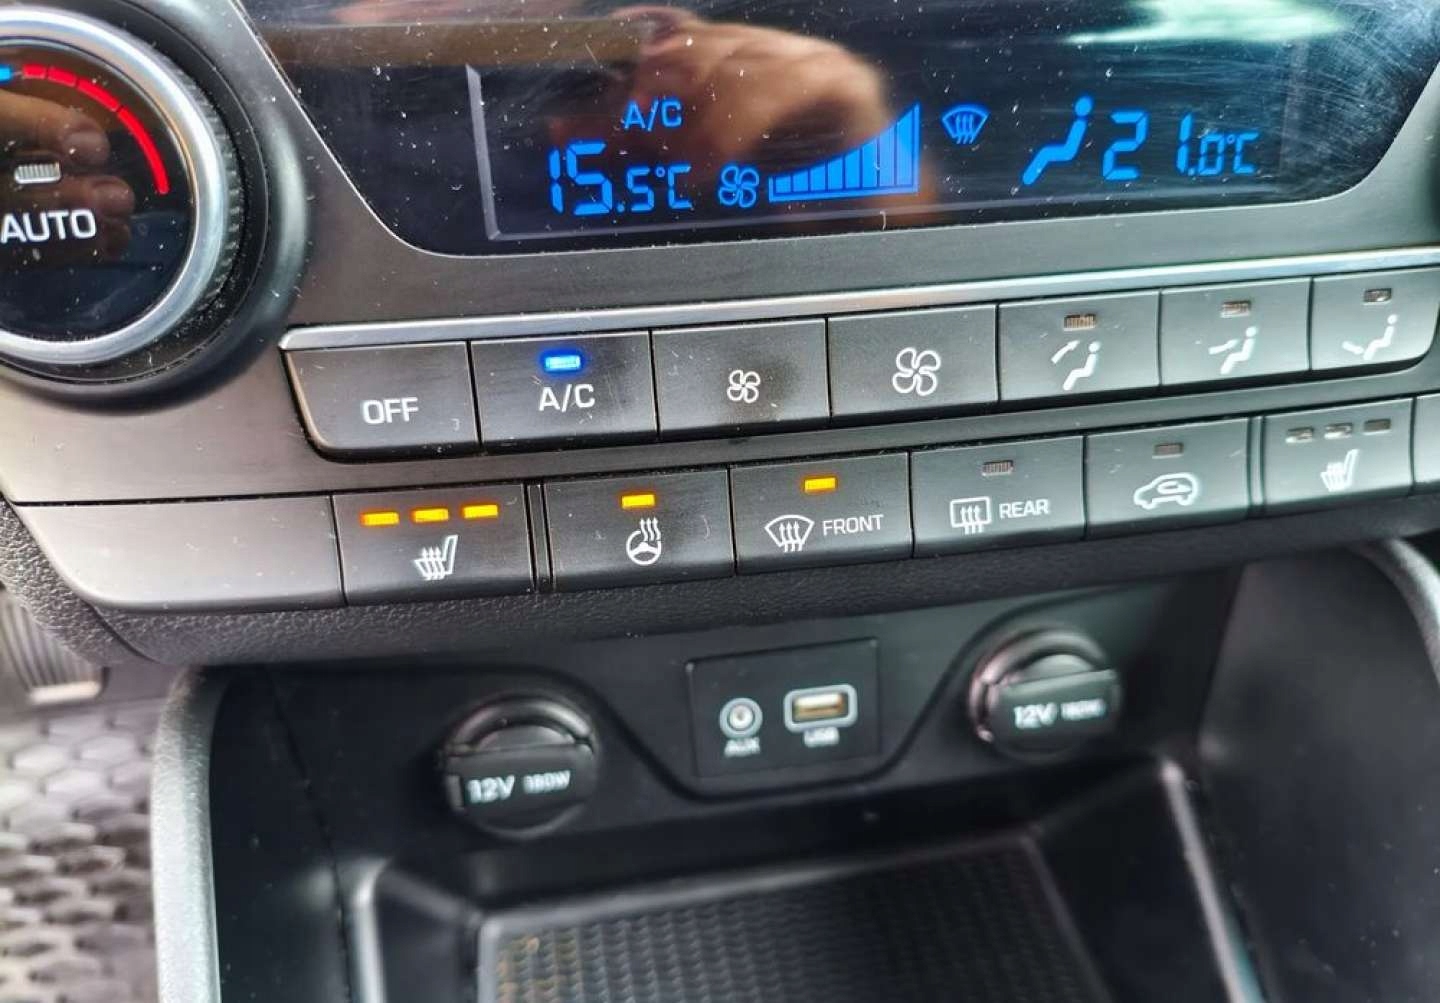 A/C
15.5°C
21.0°C
AUTO
OFF
A/C
FRONT
REAR
AUX
USB
12V 180W
12V 180W